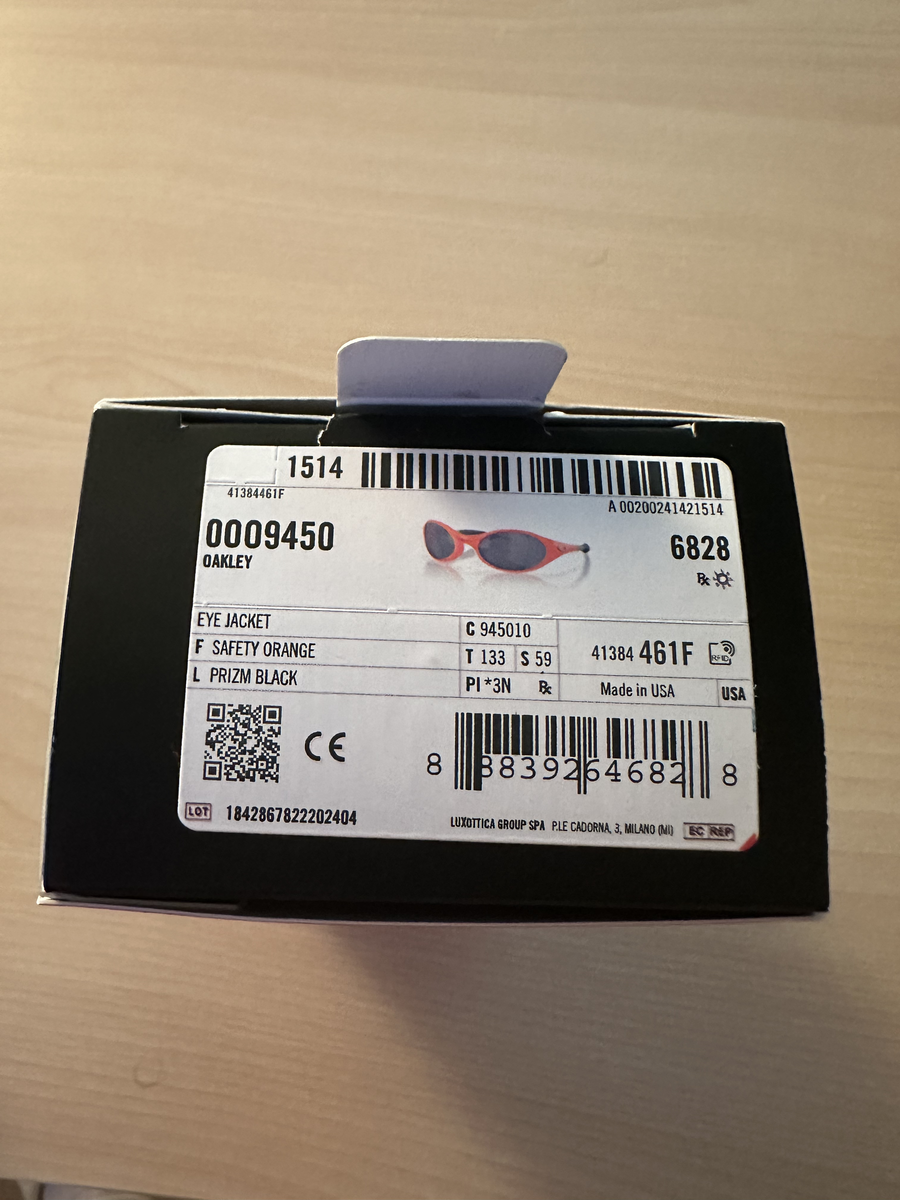 1514
41384461F
A 00200241421514
0009450
OAKLEY
6828
Rx
EYE JACKET
C 945010
F SAFETY ORANGE
T 133 S 59
41384 461F
RFID
L PRIZM BLACK
PI *3N Rx
Made in USA
USA
CE
8 883926468 2 8
LOT 1842867822202404
LUXOTTICA GROUP SPA P.LE CADORNA, 3, MILANO (MI) EC REP